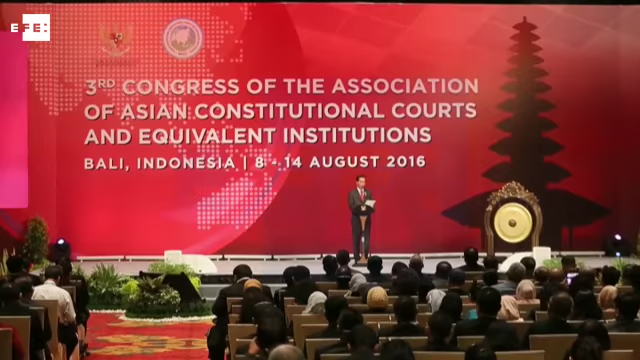 EFE:
3RD CONGRESS OF THE ASSOCIATION
OF ASIAN CONSTITUTIONAL COURTS
AND EQUIVALENT INSTITUTIONS
BALI, INDONESIA | 8 - 14 AUGUST 2016